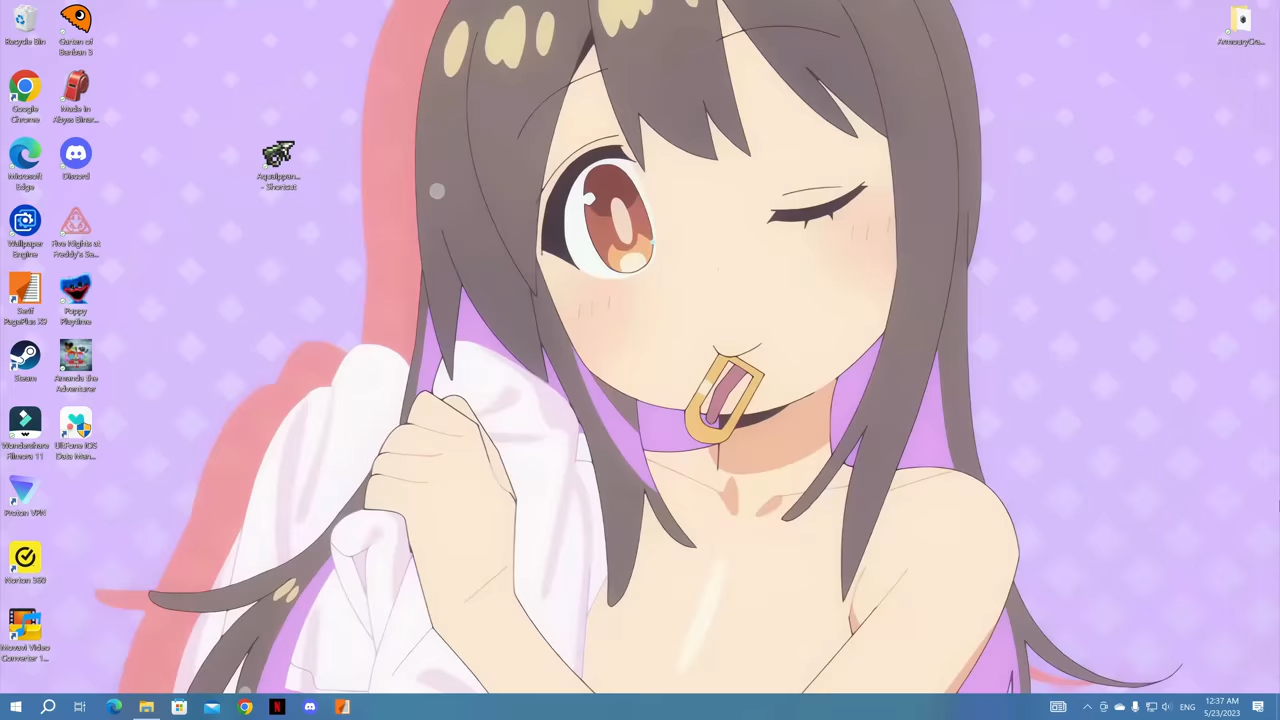 Recycle Bin
Garten of
Banban 3
Google
Chrome
Made in
Abyss Binar...
Microsoft
Edge
Discord
Wallpaper
Engine
Five Nights at
Freddy's Se...
Serif
PagePlus X9
Poppy
Playtime
Steam
Amanda the
Adventurer
Wondershare
Filmora 11
UltFone iOS
Data Man...
Proton VPN
Norton 360
Movavi Video
Converter 1...
- Shortcut
ArmouryCra...
N
ENG
12:37 AM
5/23/2023